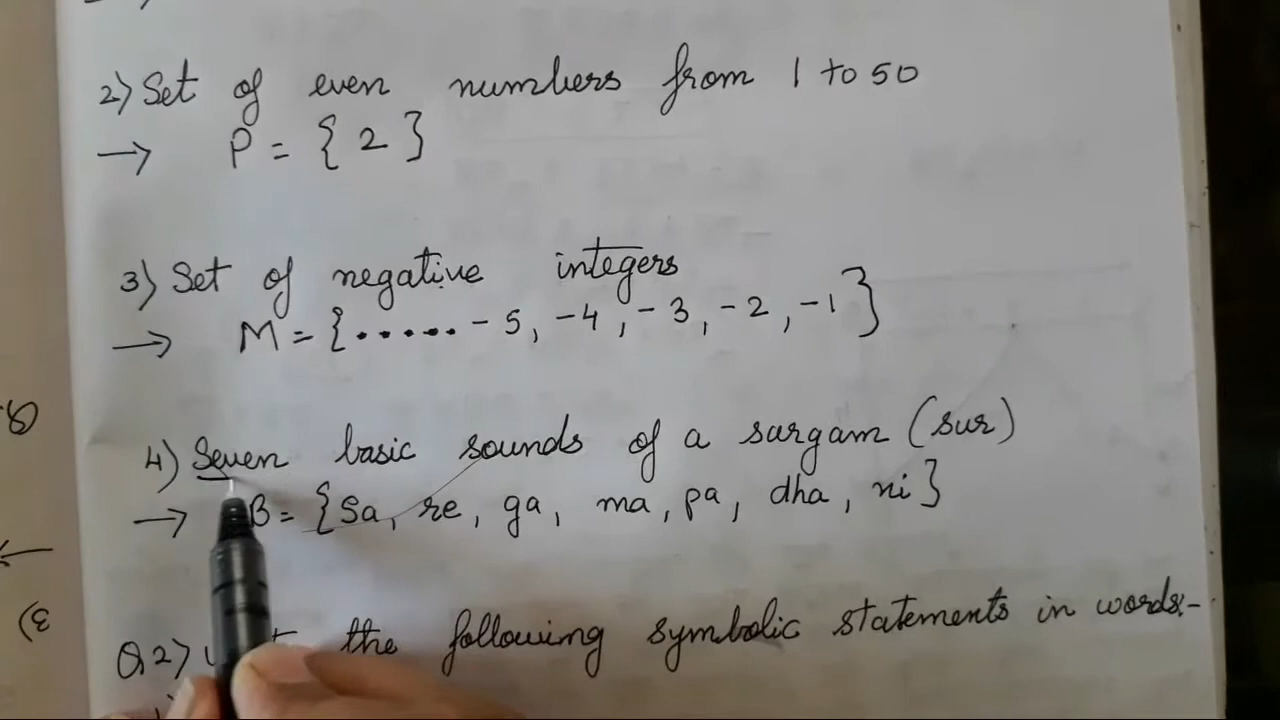 2) Set of even numbers from 1 to 50
→ P = { 2 }
3) Set of negative integers
→ M = {..... -5, -4, -3, -2, -1}
4) Seven basic sounds of a sargam (sur)
→ B = {Sa, re, ga, ma, pa, dha, ni}
Q2) the following symbolic statements in words:-